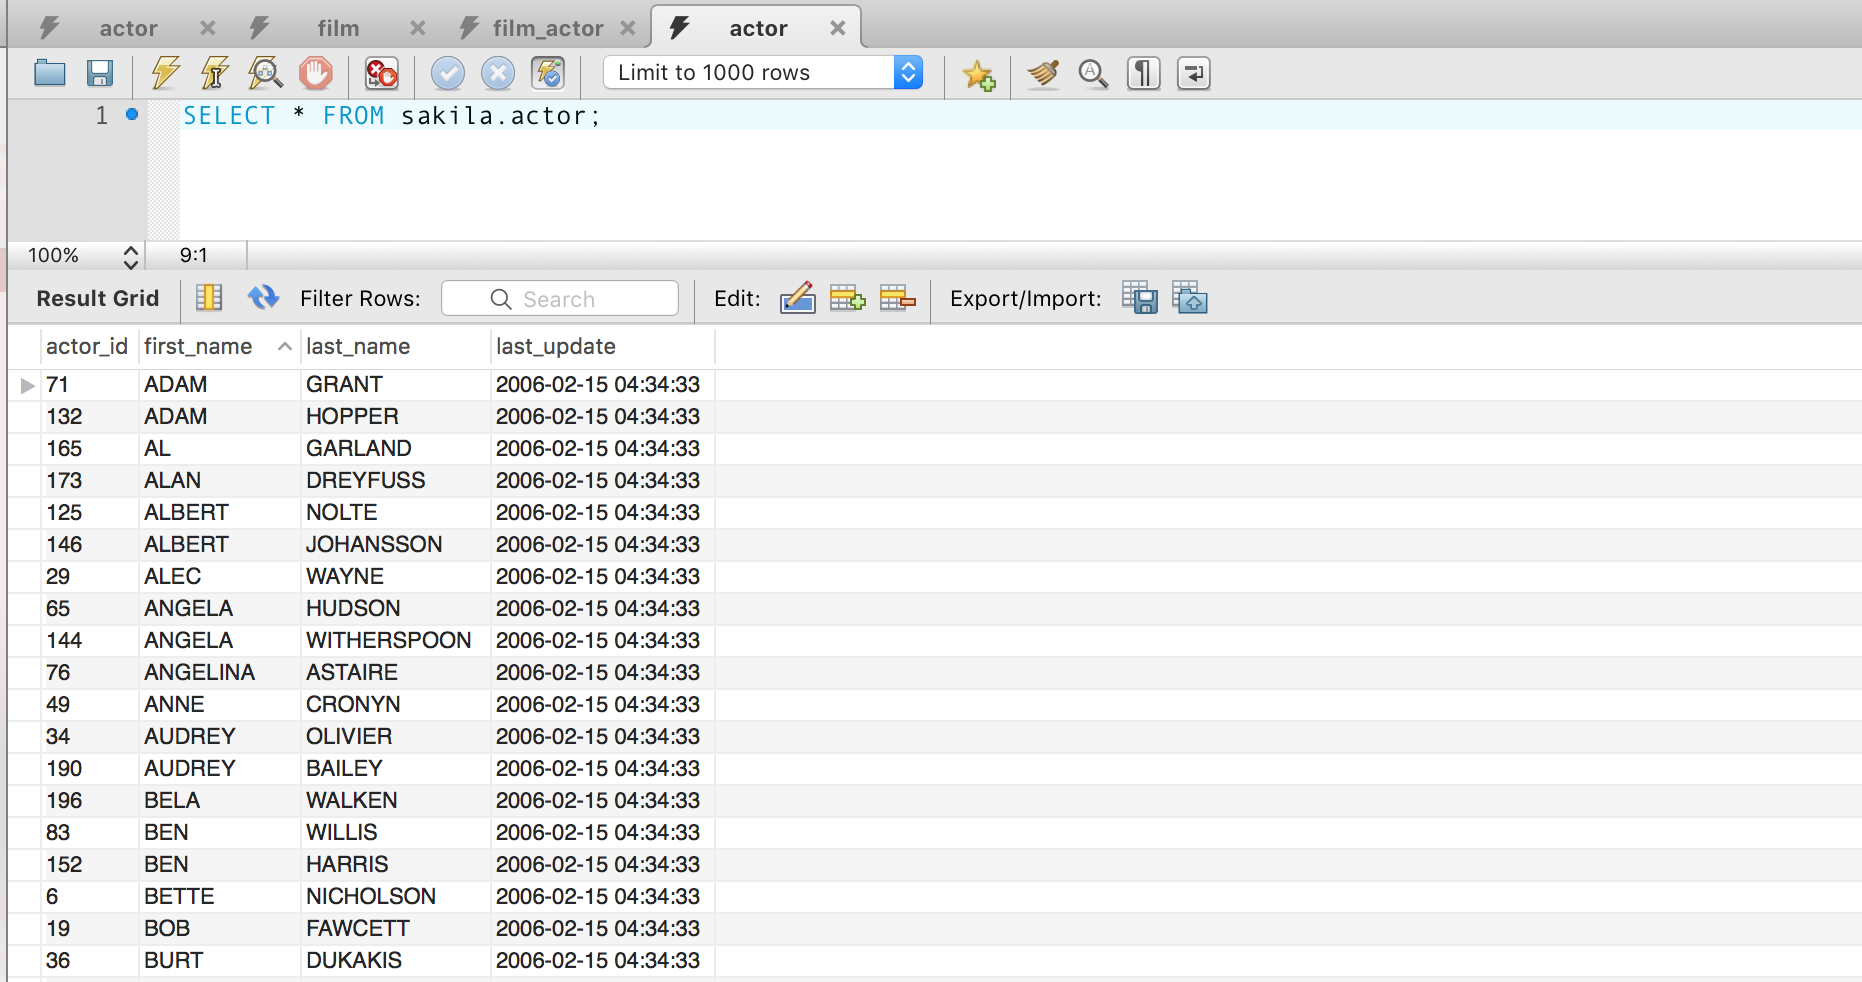 actor film film_actor actor
Limit to 1000 rows
1 SELECT * FROM sakila.actor;
100% 9:1
Result Grid Filter Rows: Search Edit: Export/Import:
actor_id first_name last_name last_update
71 ADAM GRANT 2006-02-15 04:34:33
132 ADAM HOPPER 2006-02-15 04:34:33
165 AL GARLAND 2006-02-15 04:34:33
173 ALAN DREYFUSS 2006-02-15 04:34:33
125 ALBERT NOLTE 2006-02-15 04:34:33
146 ALBERT JOHANSSON 2006-02-15 04:34:33
29 ALEC WAYNE 2006-02-15 04:34:33
65 ANGELA HUDSON 2006-02-15 04:34:33
144 ANGELA WITHERSPOON 2006-02-15 04:34:33
76 ANGELINA ASTAIRE 2006-02-15 04:34:33
49 ANNE CRONYN 2006-02-15 04:34:33
34 AUDREY OLIVIER 2006-02-15 04:34:33
190 AUDREY BAILEY 2006-02-15 04:34:33
196 BELA WALKEN 2006-02-15 04:34:33
83 BEN WILLIS 2006-02-15 04:34:33
152 BEN HARRIS 2006-02-15 04:34:33
6 BETTE NICHOLSON 2006-02-15 04:34:33
19 BOB FAWCETT 2006-02-15 04:34:33
36 BURT DUKAKIS 2006-02-15 04:34:33